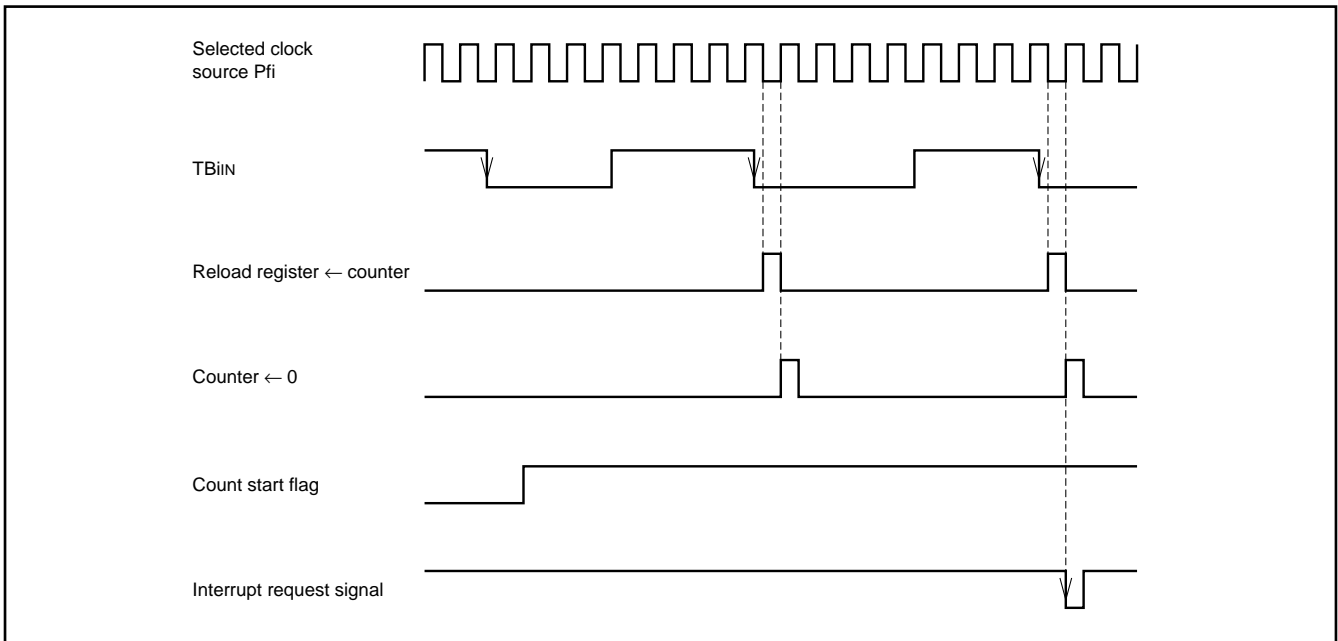 Selected clock
source Pfi
TBiIN
Reload register ← counter
Counter ← 0
Count start flag
Interrupt request signal